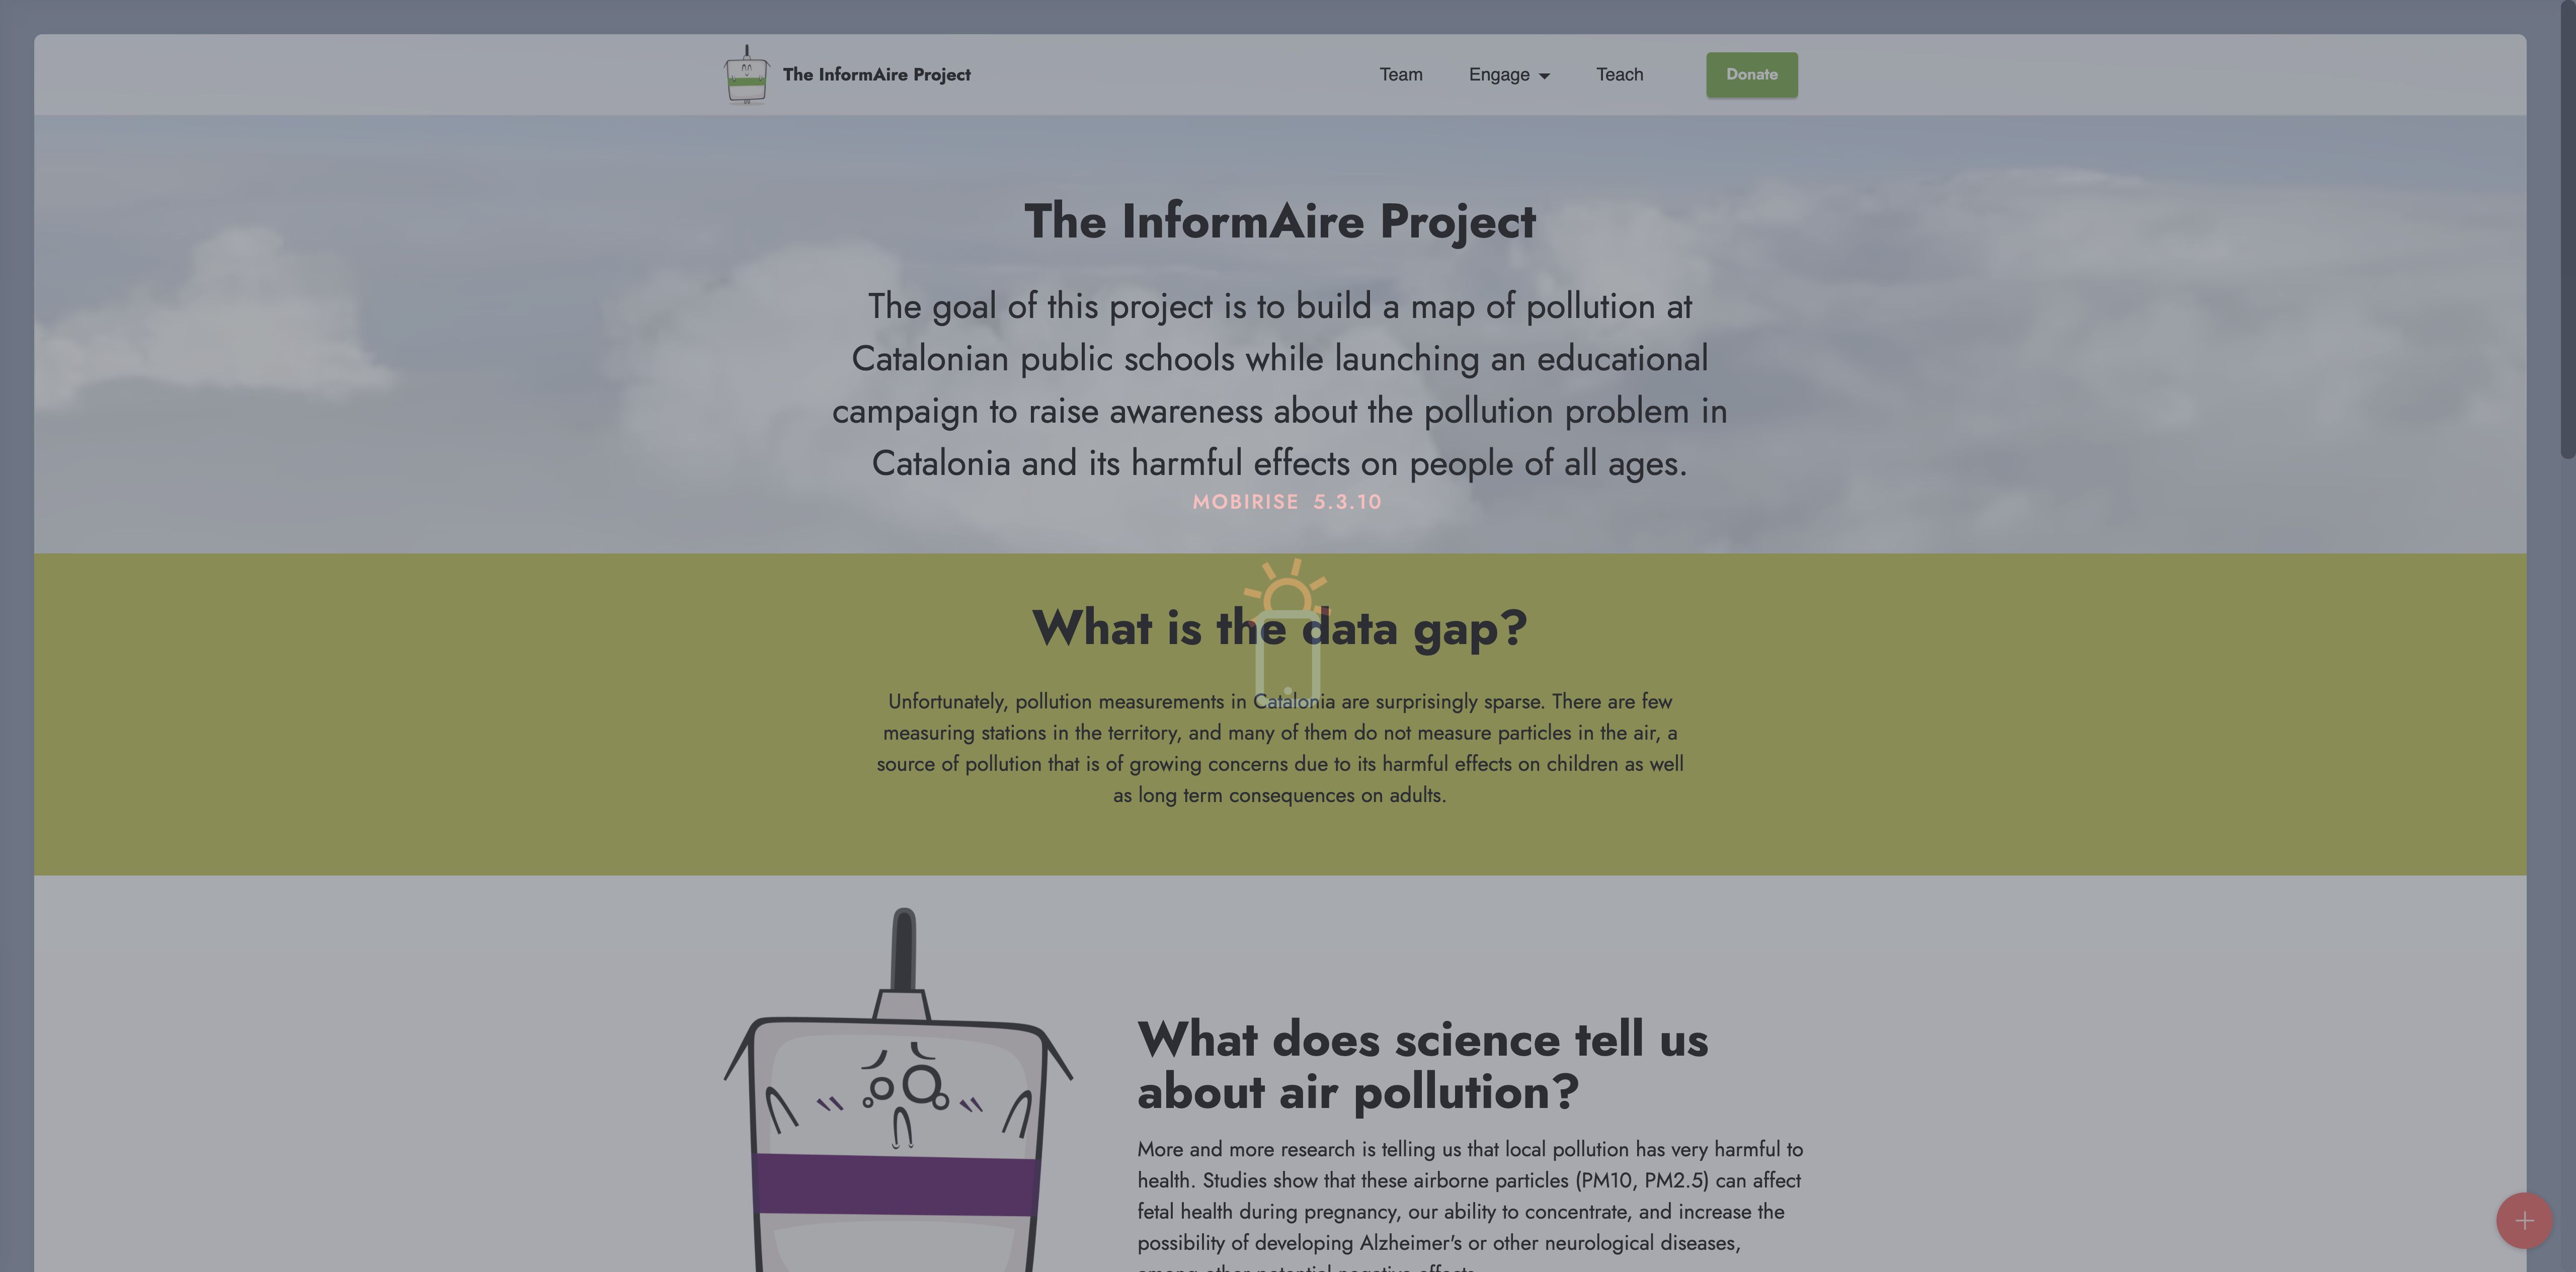 The InformAire Project
Team
Engage
Teach
Donate
The InformAire Project
The goal of this project is to build a map of pollution at
Catalonian public schools while launching an educational
campaign to raise awareness about the pollution problem in
Catalonia and its harmful effects on people of all ages.
MOBIRISE 5.3.10
What is the data gap?
Unfortunately, pollution measurements in Catalonia are surprisingly sparse. There are few
measuring stations in the territory, and many of them do not measure particles in the air, a
source of pollution that is of growing concerns due to its harmful effects on children as well
as long term consequences on adults.
What does science tell us
about air pollution?
More and more research is telling us that local pollution has very harmful to
health. Studies show that these airborne particles (PM10, PM2.5) can affect
fetal health during pregnancy, our ability to concentrate, and increase the
possibility of developing Alzheimer's or other neurological diseases,
among other potential negative effects.